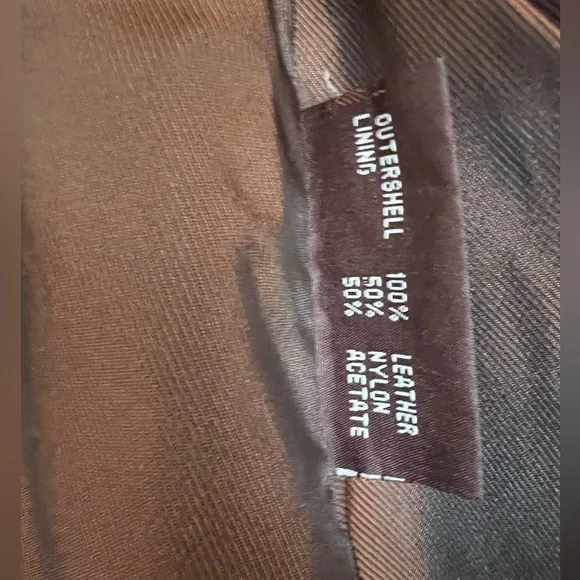 OUTERSHELL 100% LEATHER
LINING 50% NYLON
50% ACETATE